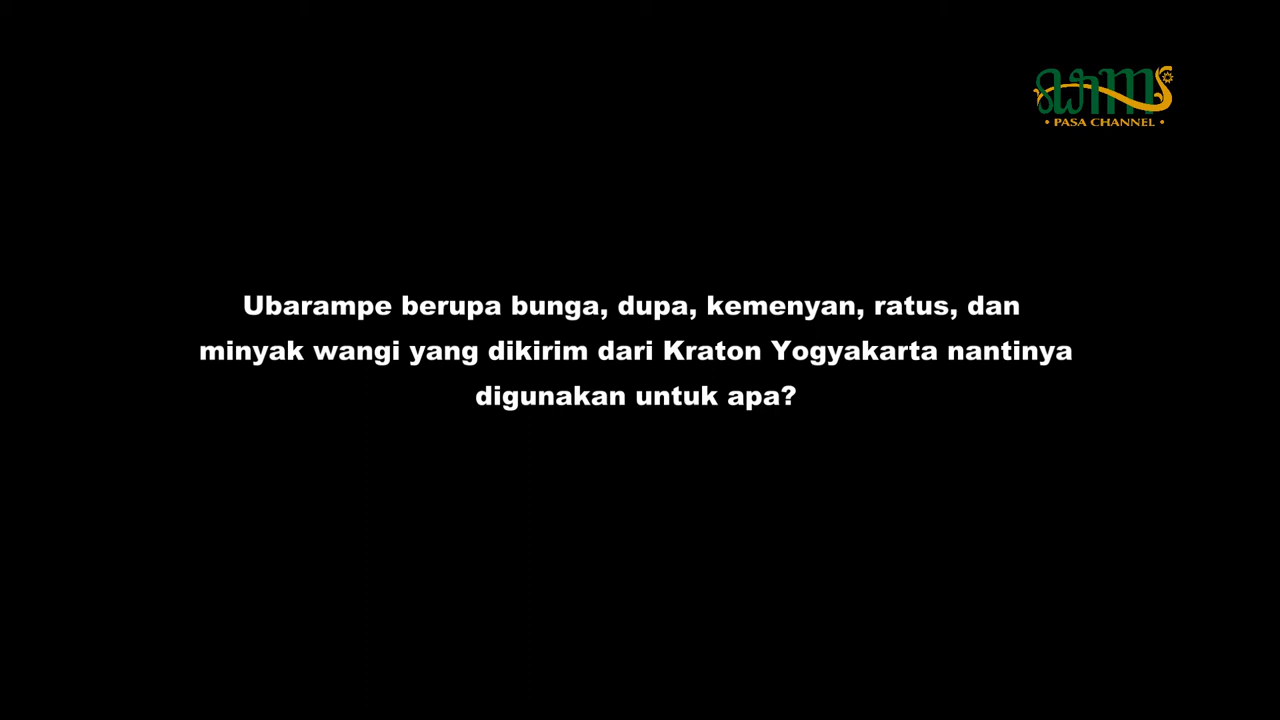 • PASA CHANNEL •
Ubarampe berupa bunga, dupa, kemenyan, ratus, dan
minyak wangi yang dikirim dari Kraton Yogyakarta nantinya
digunakan untuk apa?